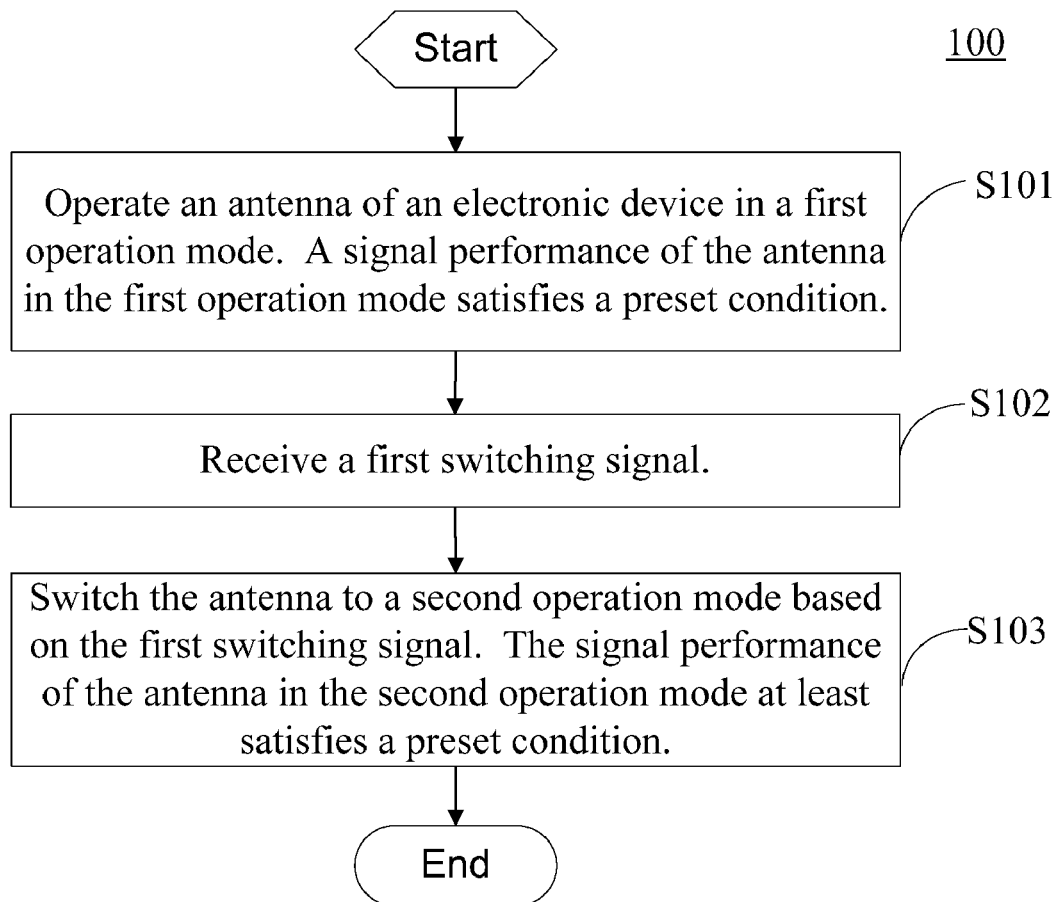 Start
100
Operate an antenna of an electronic device in a first
operation mode. A signal performance of the antenna
in the first operation mode satisfies a preset condition.
S101
Receive a first switching signal.
S102
Switch the antenna to a second operation mode based
on the first switching signal. The signal performance
of the antenna in the second operation mode at least
satisfies a preset condition.
S103
End